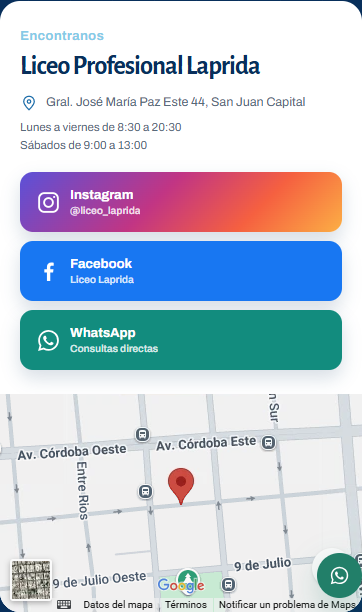 Encontranos
Liceo Profesional Laprida
Gral. José María Paz Este 44, San Juan Capital
Lunes a viernes de 8:30 a 20:30
Sábados de 9:00 a 13:00
Instagram
@liceo_laprida
Facebook
Liceo Laprida
WhatsApp
Consultas directas
n Sur
Av. Córdoba Oeste
Av. Córdoba Este
Entre Ríos
9 de Julio
9 de Julio Oeste
Google
Datos del mapa
Términos
Notificar un problema de Maps